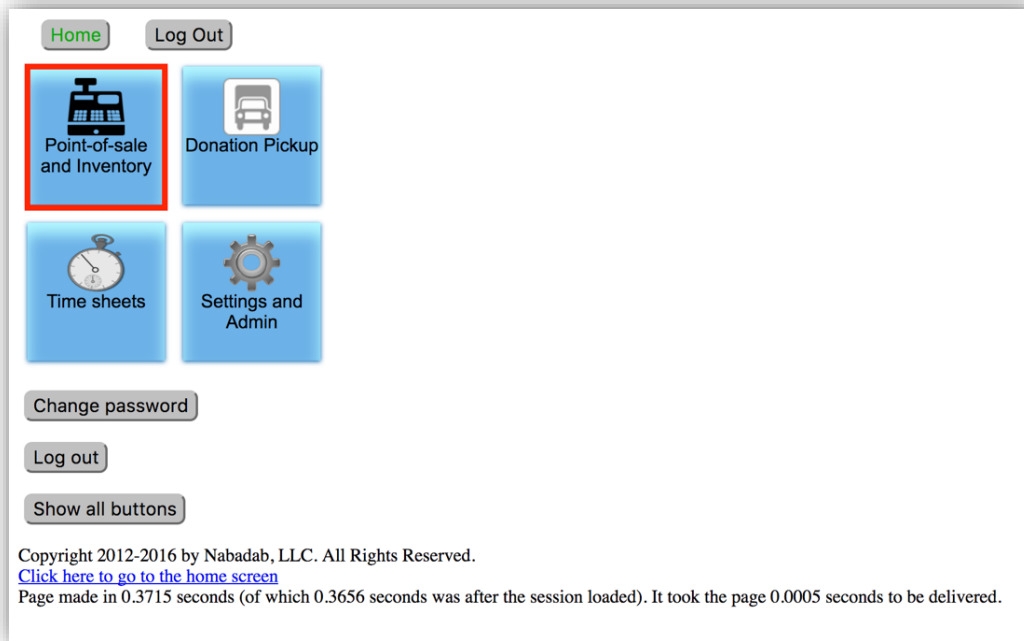 Home Log Out
Point-of-sale
and Inventory
Donation Pickup
Time sheets
Settings and
Admin
Change password
Log out
Show all buttons
Copyright 2012-2016 by Nabadab, LLC. All Rights Reserved.
Click here to go to the home screen
Page made in 0.3715 seconds (of which 0.3656 seconds was after the session loaded). It took the page 0.0005 seconds to be delivered.